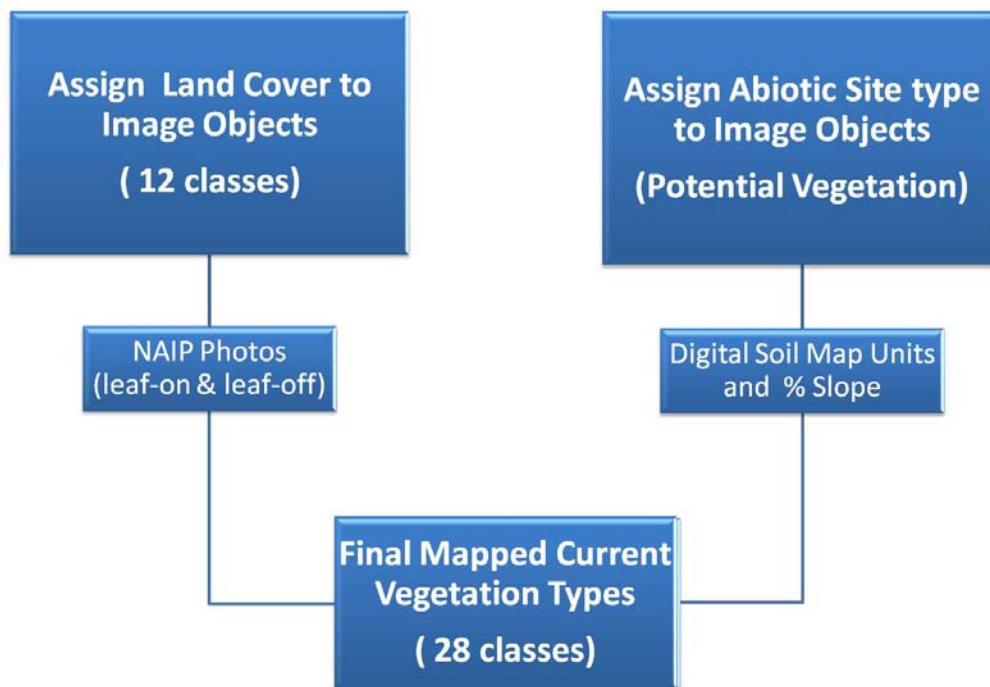 Assign Land Cover to
Image Objects
( 12 classes)
Assign Abiotic Site type
to Image Objects
(Potential Vegetation)
NAIP Photos
(leaf-on & leaf-off)
Digital Soil Map Units
and % Slope
Final Mapped Current
Vegetation Types
( 28 classes)